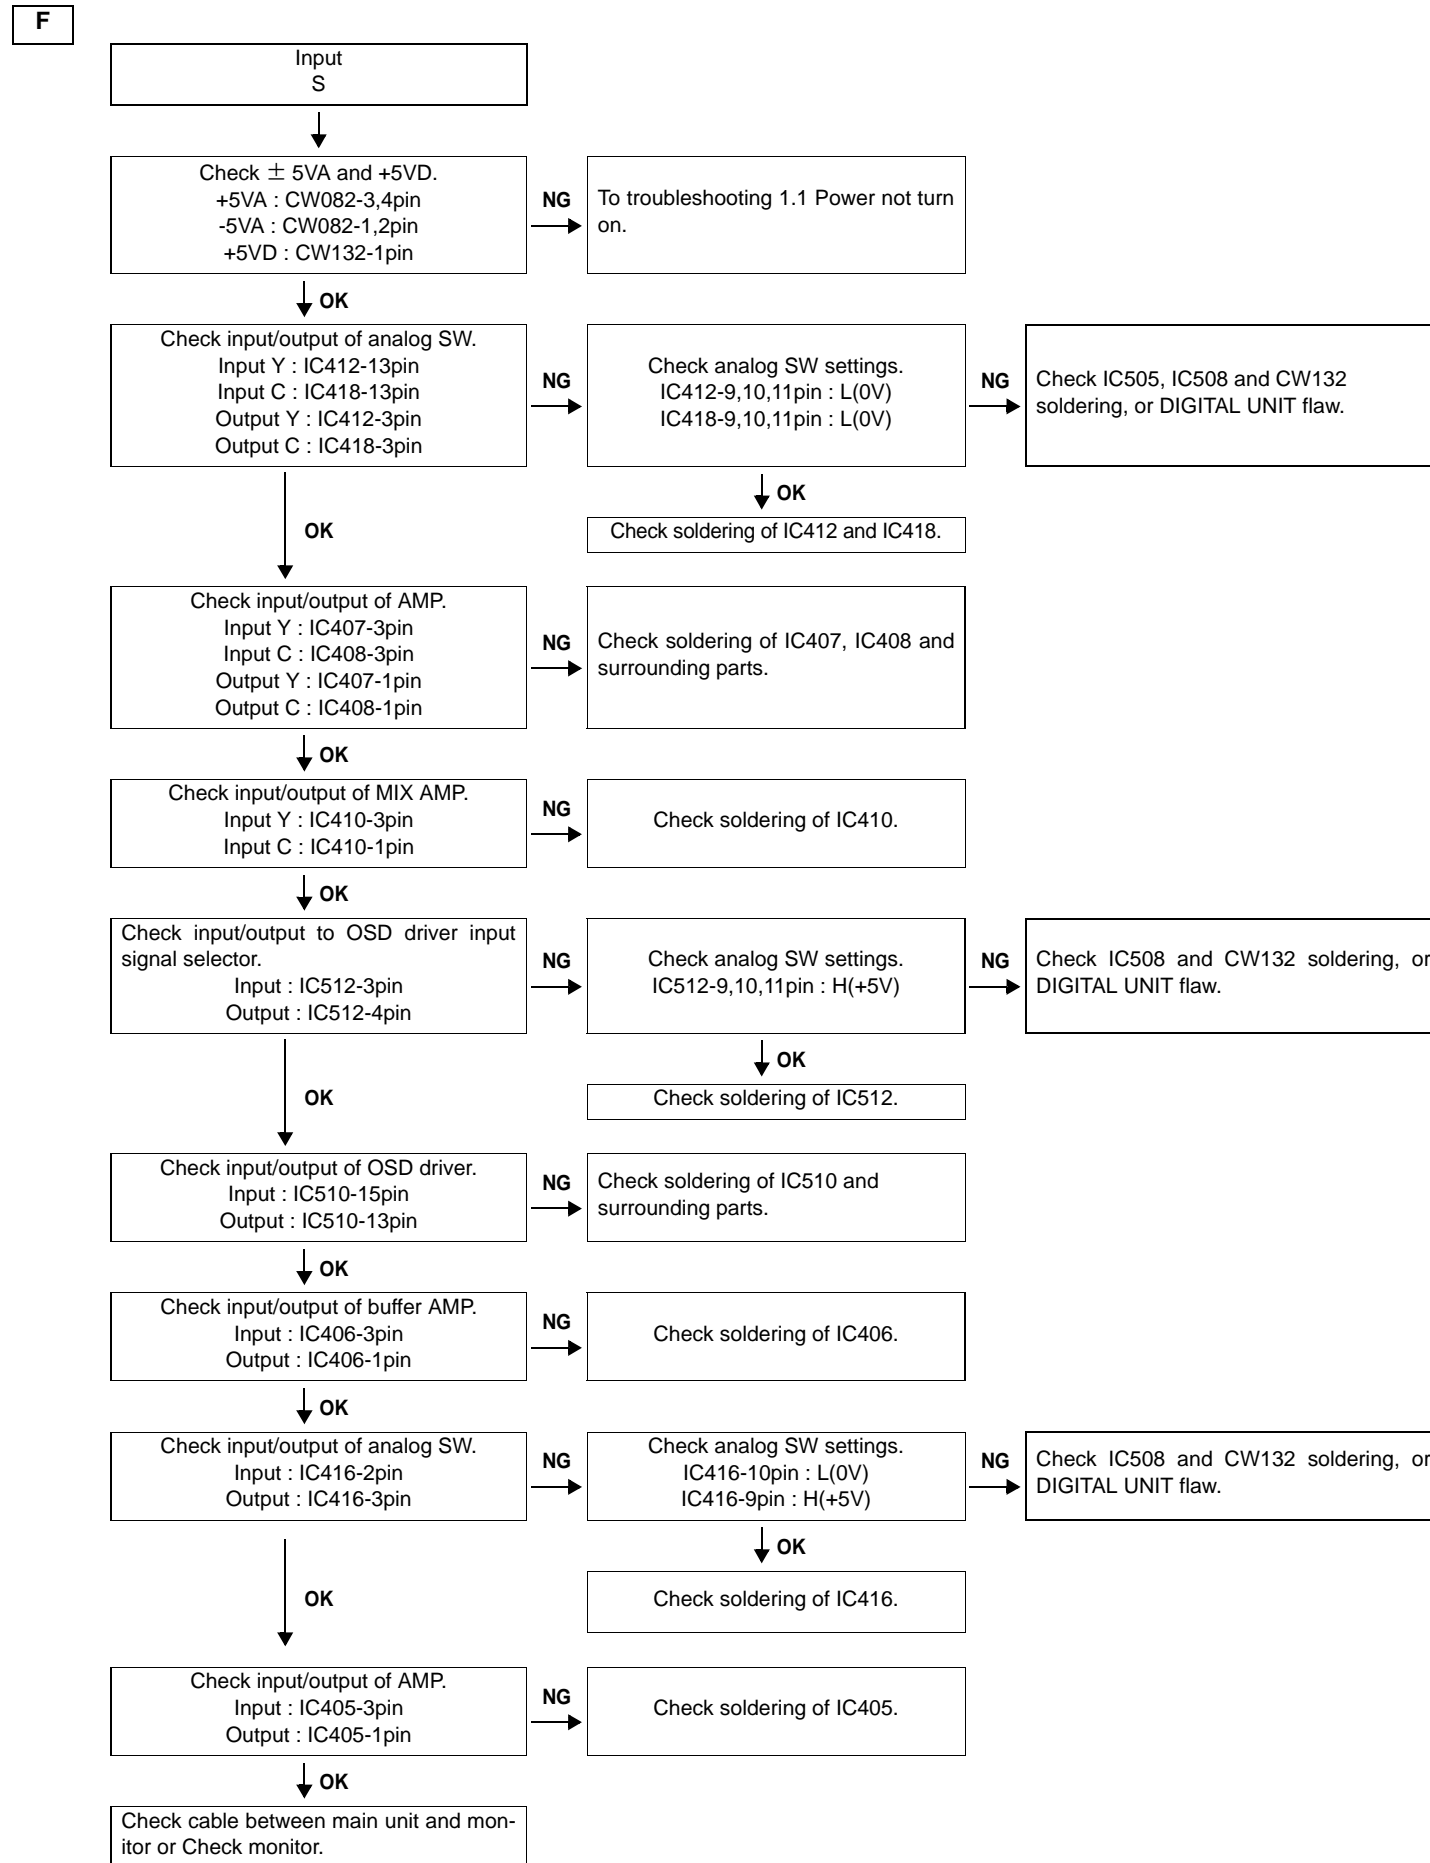 F
Input
S
Check ± 5VA and +5VD.
+5VA : CW082-3,4pin
-5VA : CW082-1,2pin
+5VD : CW132-1pin
NG
To troubleshooting 1.1 Power not turn
on.
OK
Check input/output of analog SW.
Input Y : IC412-13pin
Input C : IC418-13pin
Output Y : IC412-3pin
Output C : IC418-3pin
NG
Check analog SW settings.
IC412-9,10,11pin : L(0V)
IC418-9,10,11pin : L(0V)
NG
Check IC505, IC508 and CW132
soldering, or DIGITAL UNIT flaw.
OK
Check soldering of IC412 and IC418.
OK
Check input/output of AMP.
Input Y : IC407-3pin
Input C : IC408-3pin
Output Y : IC407-1pin
Output C : IC408-1pin
NG
Check soldering of IC407, IC408 and
surrounding parts.
OK
Check input/output of MIX AMP.
Input Y : IC410-3pin
Input C : IC410-1pin
NG
Check soldering of IC410.
OK
Check input/output to OSD driver input
signal selector.
Input : IC512-3pin
Output : IC512-4pin
NG
Check analog SW settings.
IC512-9,10,11pin : H(+5V)
NG
Check IC508 and CW132 soldering, or
DIGITAL UNIT flaw.
OK
Check soldering of IC512.
OK
Check input/output of OSD driver.
Input : IC510-15pin
Output : IC510-13pin
NG
Check soldering of IC510 and
surrounding parts.
OK
Check input/output of buffer AMP.
Input : IC406-3pin
Output : IC406-1pin
NG
Check soldering of IC406.
OK
Check input/output of analog SW.
Input : IC416-2pin
Output : IC416-3pin
NG
Check analog SW settings.
IC416-10pin : L(0V)
IC416-9pin : H(+5V)
NG
Check IC508 and CW132 soldering, or
DIGITAL UNIT flaw.
OK
Check soldering of IC416.
OK
Check input/output of AMP.
Input : IC405-3pin
Output : IC405-1pin
NG
Check soldering of IC405.
OK
Check cable between main unit and mon-
itor or Check monitor.